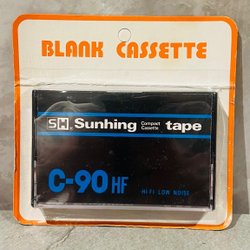 BLANK CASSETTE
SH Sunhing Compact Cassette tape
C-90 HF
HI-FI LOW NOISE